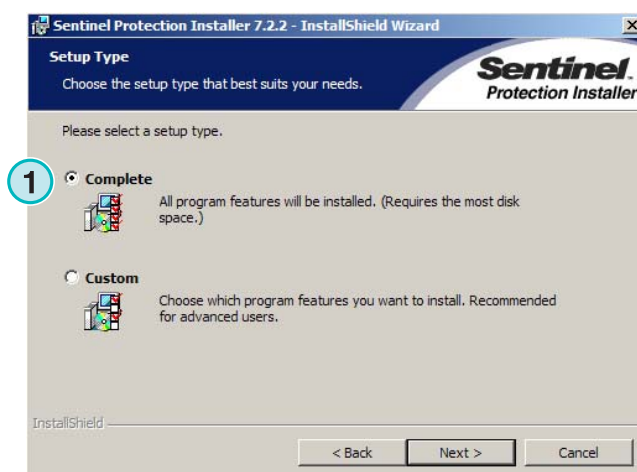 Sentinel Protection Installer 7.2.2 - InstallShield Wizard
Setup Type
Choose the setup type that best suits your needs.
Sentinel.
Protection Installer
Please select a setup type.
1
Complete
All program features will be installed. (Requires the most disk
space.)
Custom
Choose which program features you want to install. Recommended
for advanced users.
InstallShield
< Back
Next >
Cancel